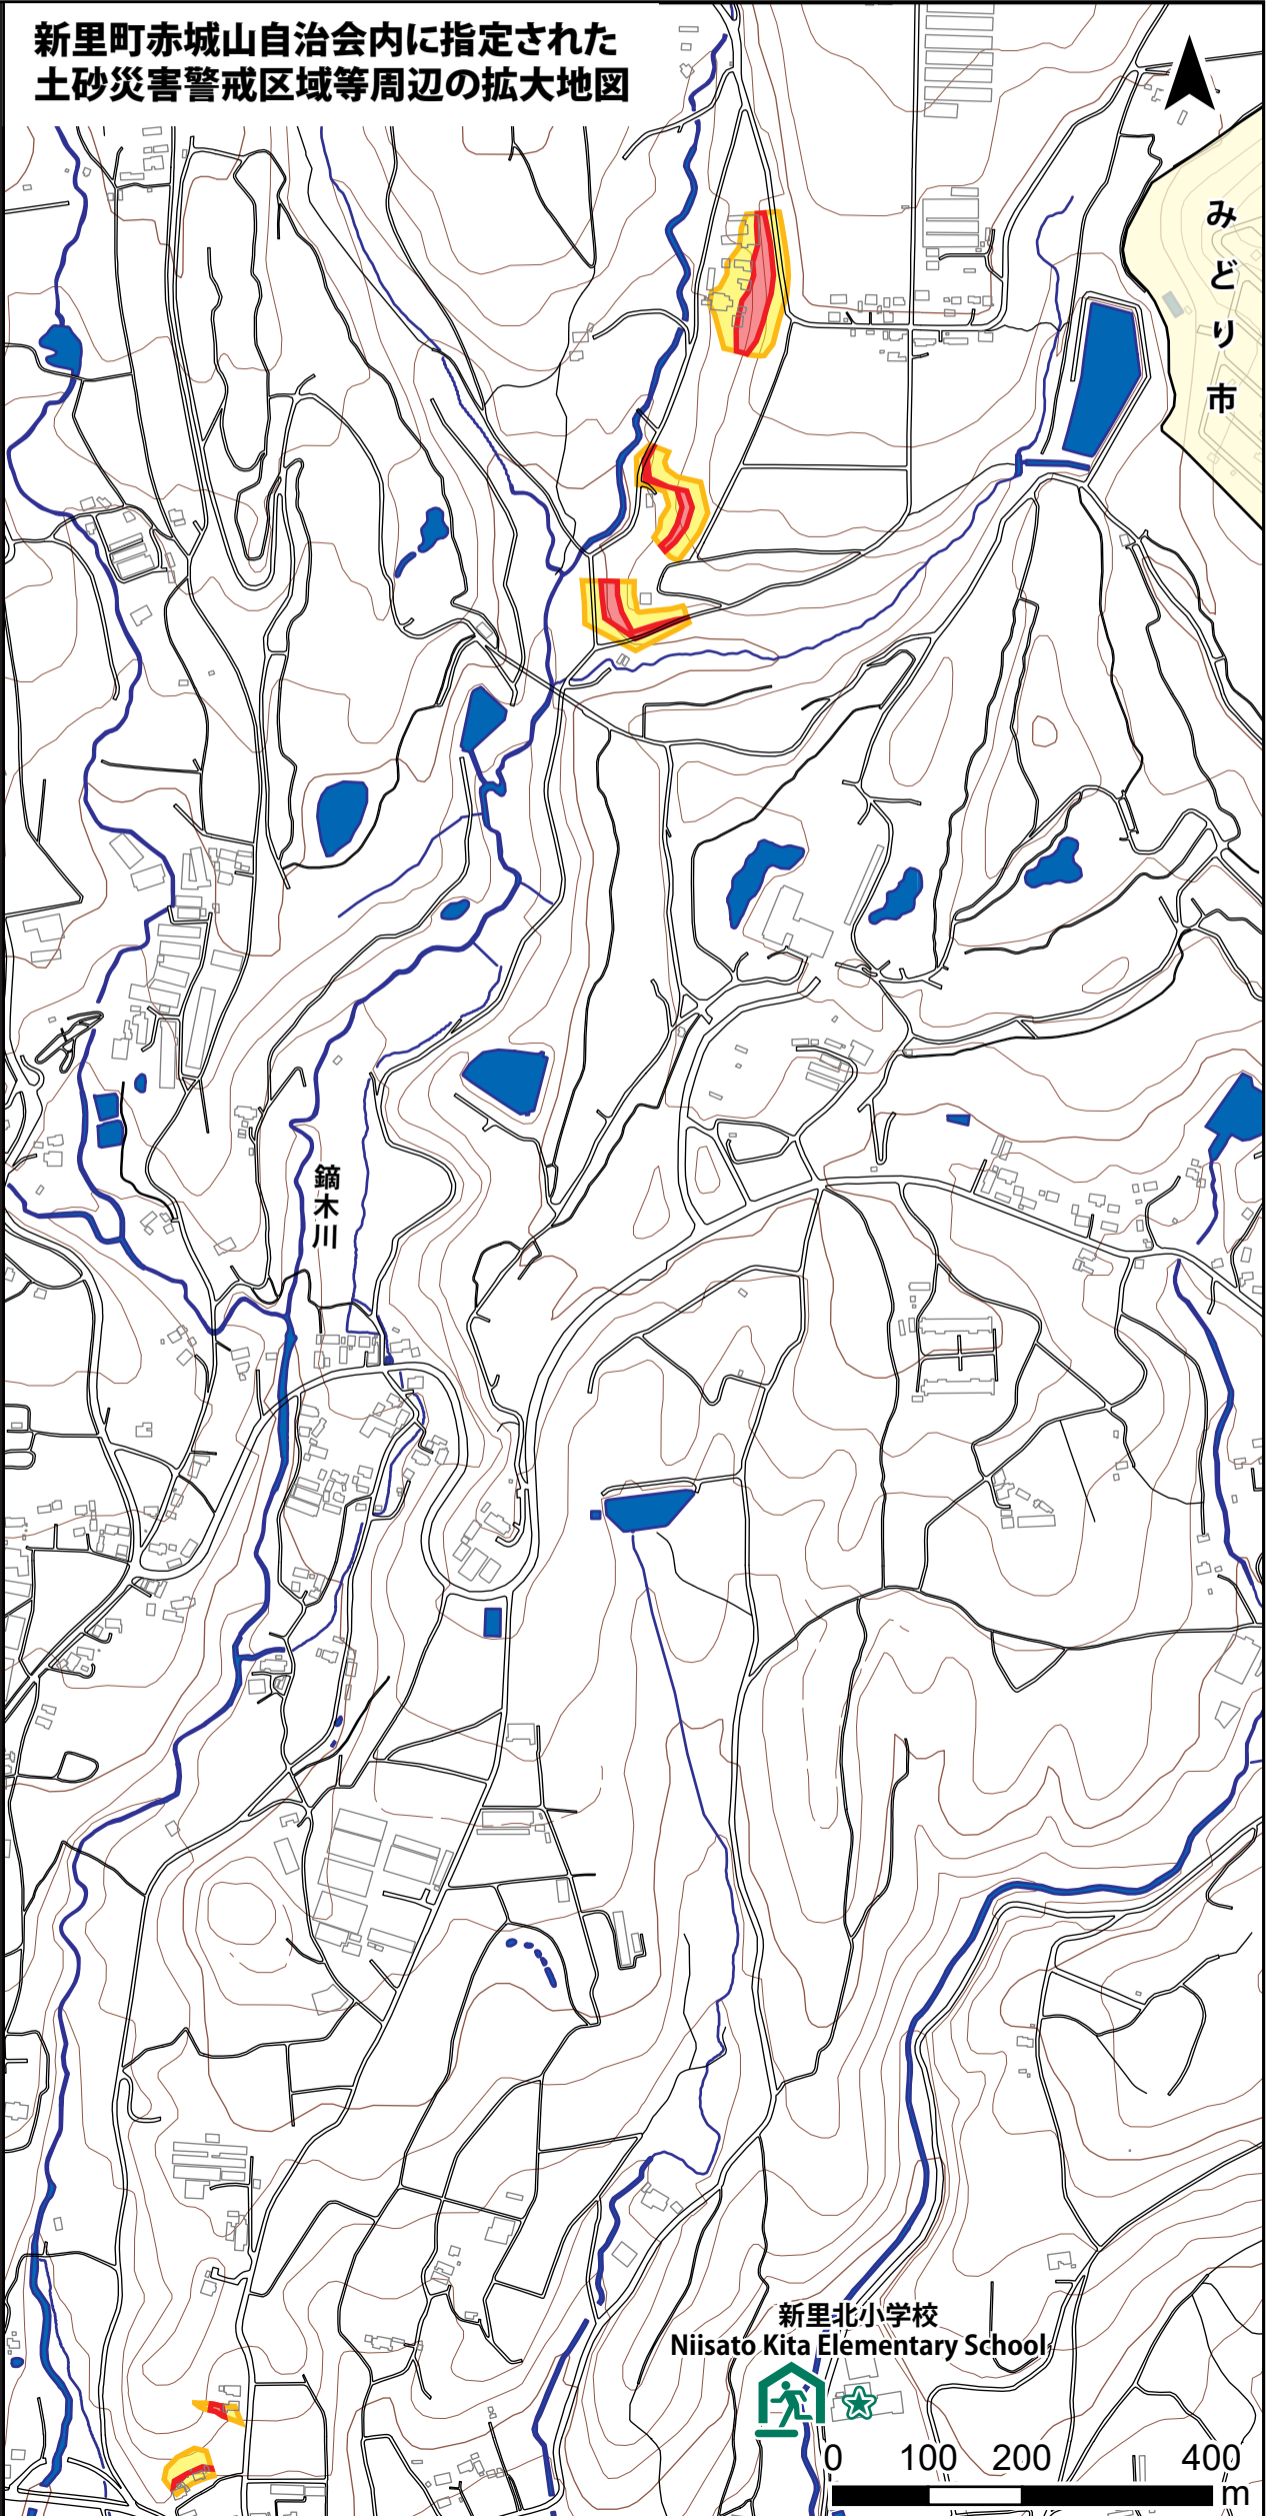 新里町赤城山自治会内に指定された
土砂災害警戒区域等周辺の拡大地図
みどり市
鏑木川
新里北小学校
Niisato Kita Elementary School
0 100 200 400
m